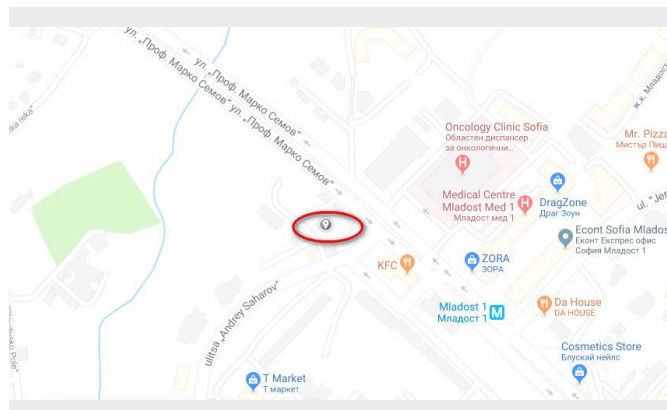 ул. „Проф. Марко Семов“
ул. „Проф. Марко Семов“ ул. „Проф. Марко Семов“
Oncology Clinic Sofia
Областен диспансер
за онкологични...
Mr. Pizza
Мистър Пица
Medical Centre
Mladost Med 1
Младост мед 1
DragZone
Драг Зоун
Econt Sofia Mlados
Еконт Експрес офис
София Младост 1
KFC
ZORA
ЗОРА
Mladost 1
Младост 1
M
Da House
DA HOUSE
ulitsa „Andrey Saharov“
Cosmetics Store
Блускай нейлс
T Market
Т маркет